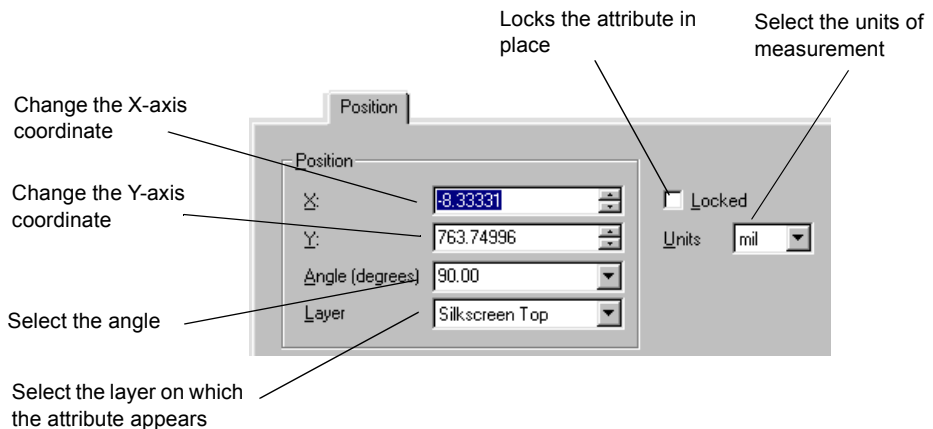 Locks the attribute in
place
Select the units of
measurement
Change the X-axis
coordinate
Position
Position
X:
-8.33331
Locked
Change the Y-axis
coordinate
Y:
763.74996
Units
mil
Angle (degrees)
90.00
Select the angle
Layer
Silkscreen Top
Select the layer on which
the attribute appears